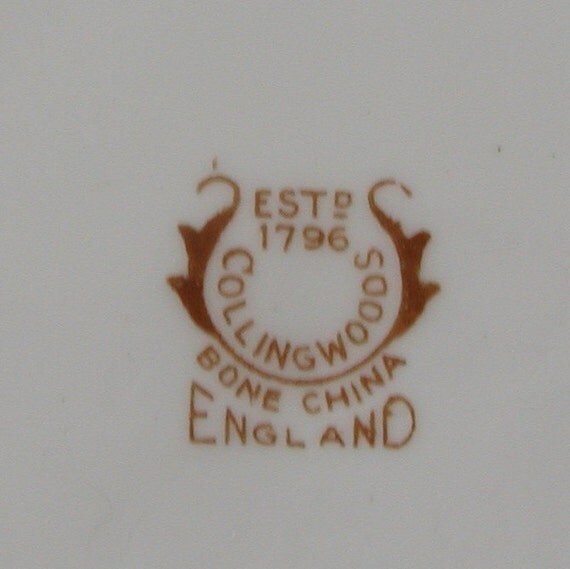 ESTD
1796
COLLINGWOODS
BONE CHINA
ENGLAND